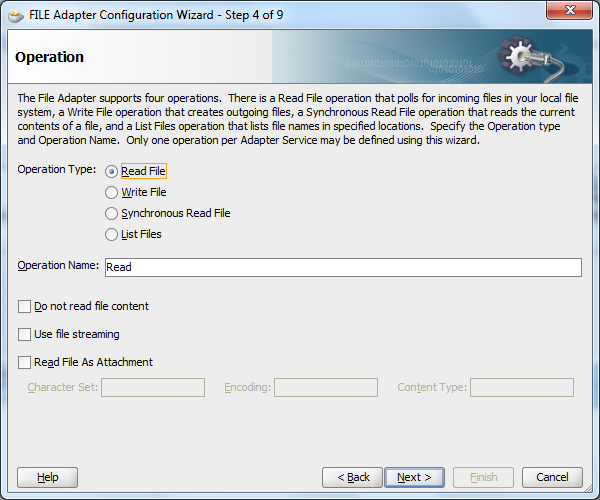 FILE Adapter Configuration Wizard - Step 4 of 9
Operation
The File Adapter supports four operations. There is a Read File operation that polls for incoming files in your local file
system, a Write File operation that creates outgoing files, a Synchronous Read File operation that reads the current
contents of a file, and a List Files operation that lists file names in specified locations. Specify the Operation type
and Operation Name. Only one operation per Adapter Service may be defined using this wizard.
Operation Type: Read File
Write File
Synchronous Read File
List Files
Operation Name: Read
Do not read file content
Use file streaming
Read File As Attachment
Character Set: Encoding: Content Type:
Help < Back Next > Finish Cancel